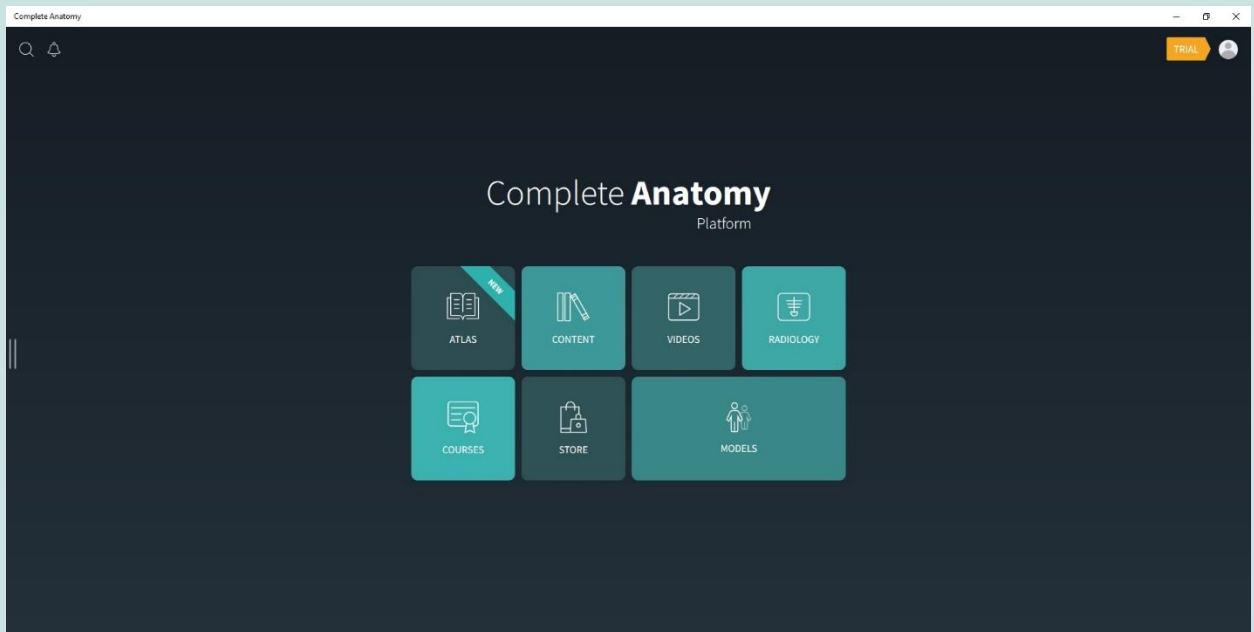 Complete Anatomy
TRIAL
Complete Anatomy
Platform
NEW
ATLAS
CONTENT
VIDEOS
RADIOLOGY
COURSES
STORE
MODELS